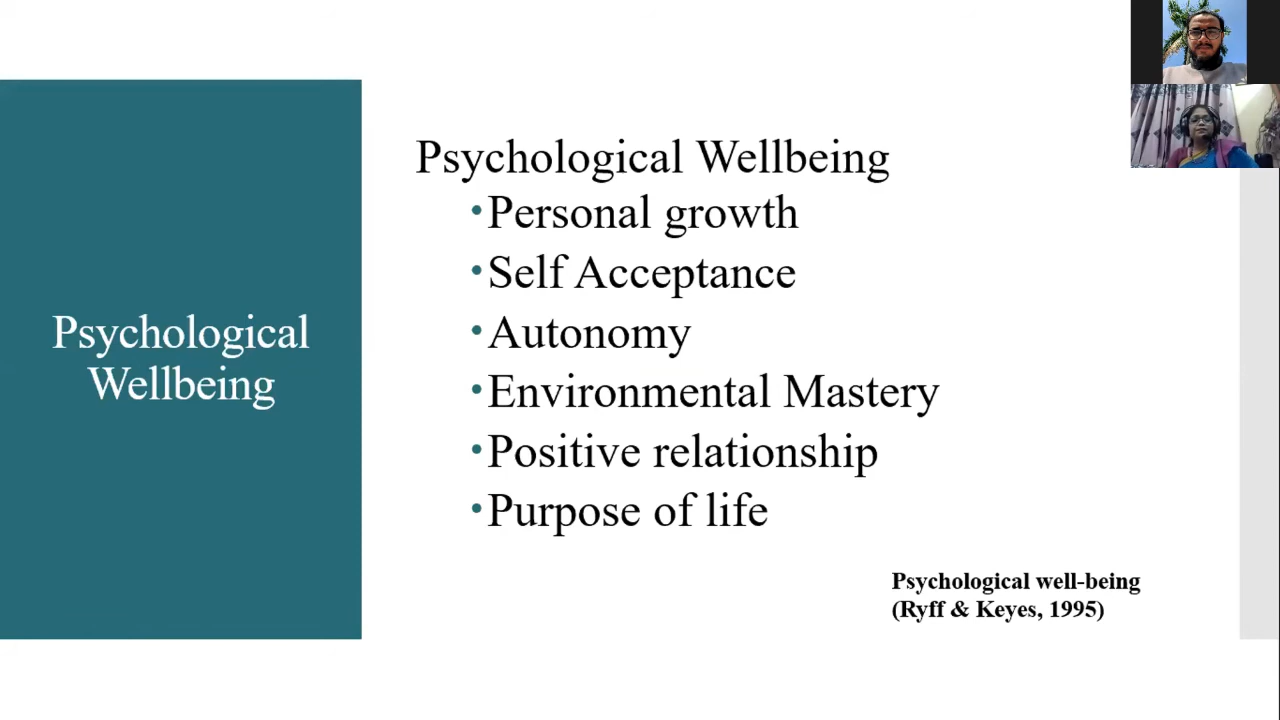 Psychological
Wellbeing
Psychological Wellbeing
•Personal growth
•Self Acceptance
•Autonomy
•Environmental Mastery
•Positive relationship
•Purpose of life
Psychological well-being
(Ryff & Keyes, 1995)